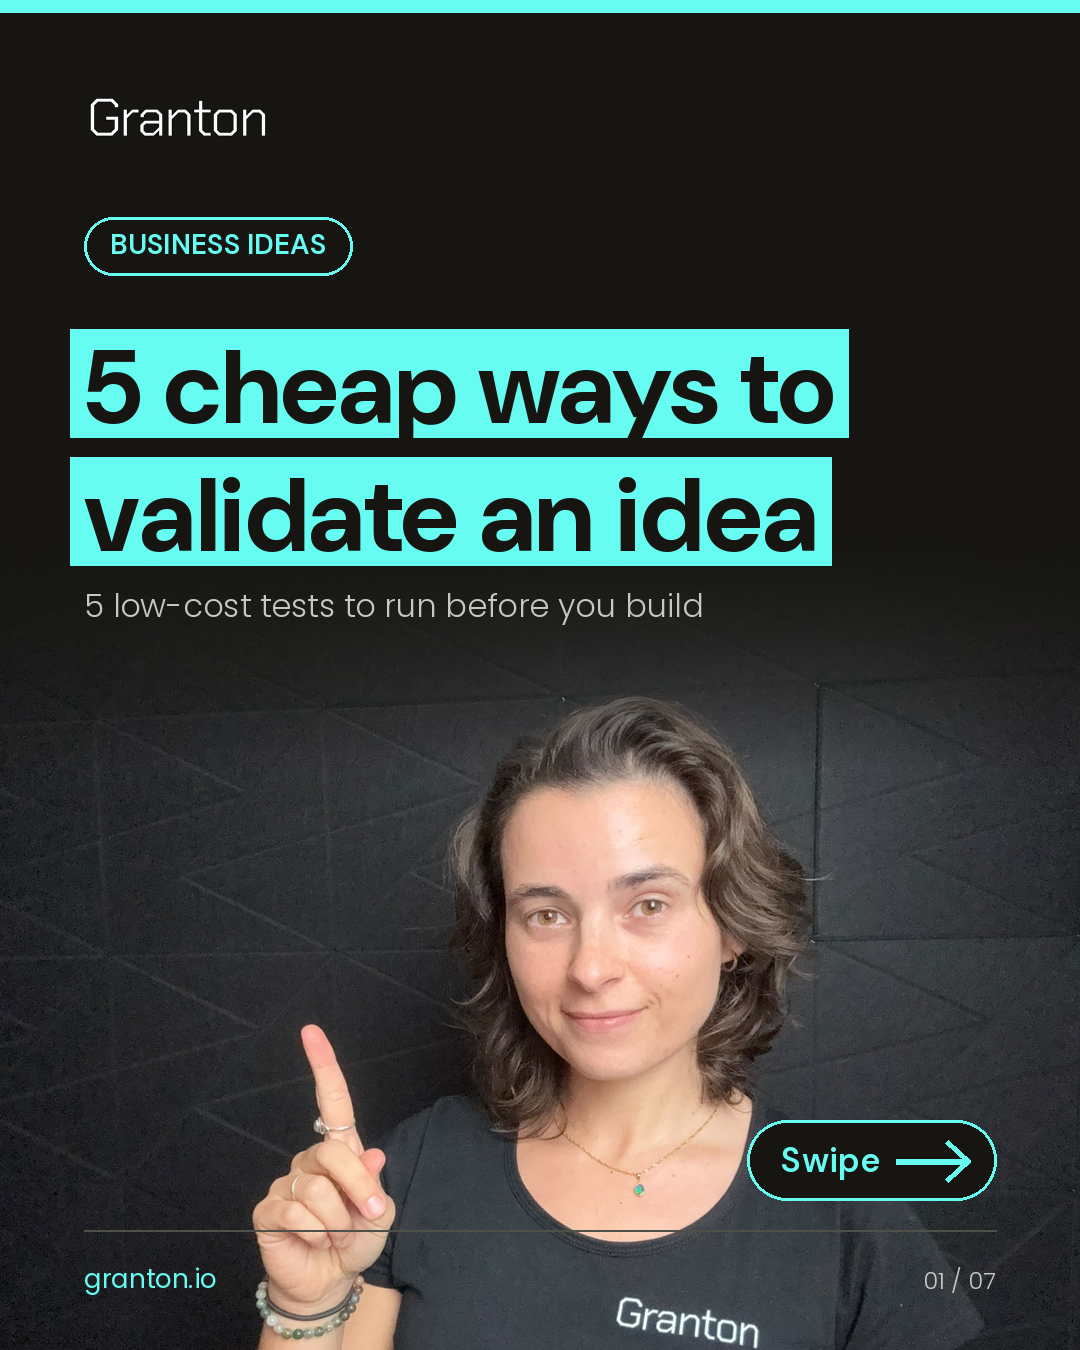 Granton
BUSINESS IDEAS
5 cheap ways to
validate an idea
5 low-cost tests to run before you build
Swipe
granton.io
01 / 07
Granton